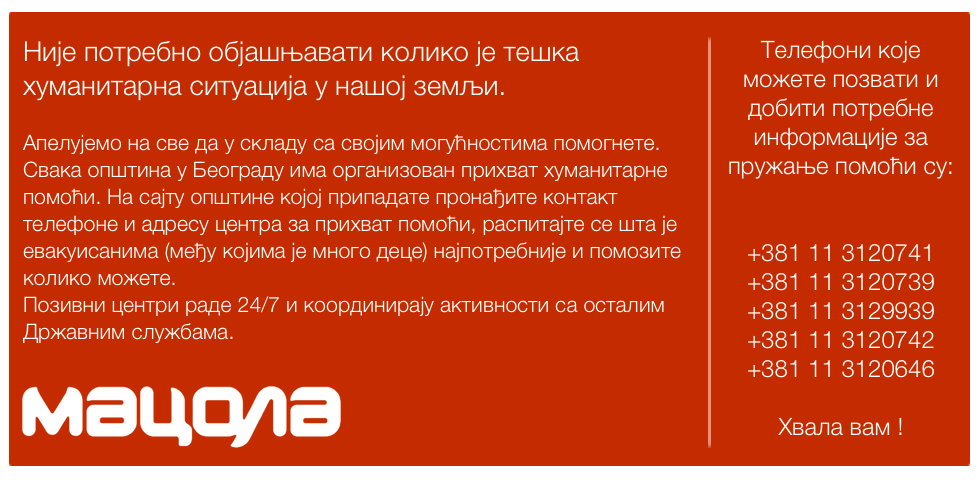 Није потребно објашњавати колико је тешка
хуманитарна ситуација у нашој земљи.
Апелујемо на све да у складу са својим могућностима помогнете.
Свака општина у Београду има организован прихват хуманитарне
помоћи. На сајту општине којој припадате пронађите контакт
телефоне и адресу центра за прихват помоћи, распитајте се шта је
евакуисанима (међу којима је много деце) најпотребније и помозите
колико можете.
Позивни центри раде 24/7 и координирају активности са осталим
Државним службама.
мацола
Телефони које
можете позвати и
добити потребне
информације за
пружање помоћи су:
+381 11 3120741
+381 11 3120739
+381 11 3129939
+381 11 3120742
+381 11 3120646
Хвала вам !